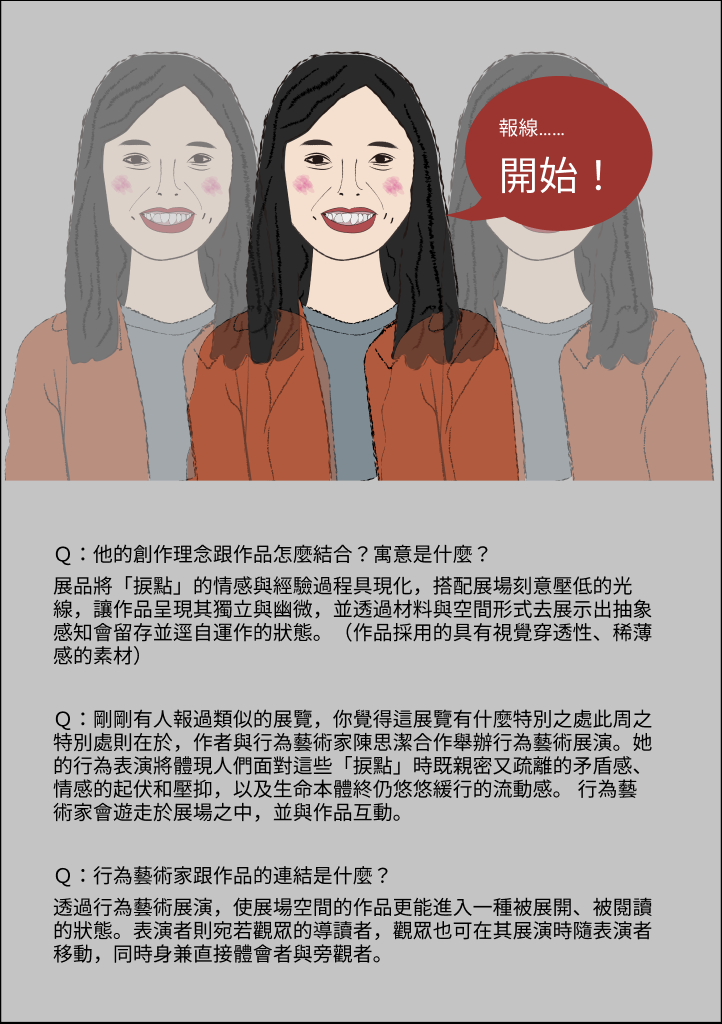 報線……
開始！
Ｑ：他的創作理念跟作品怎麼結合？寓意是什麼？
展品將「捩點」的情感與經驗過程具現化，搭配展場刻意壓低的光
線，讓作品呈現其獨立與幽微，並透過材料與空間形式去展示出抽象
感知會留存並逕自運作的狀態。（作品採用的具有視覺穿透性、稀薄
感的素材）
Ｑ：剛剛有人報過類似的展覽，你覺得這展覽有什麼特別之處此周之
特別處則在於，作者與行為藝術家陳思潔合作舉辦行為藝術展演。她
的行為表演將體現人們面對這些「捩點」時既親密又疏離的矛盾感、
情感的起伏和壓抑，以及生命本體終仍悠悠緩行的流動感。 行為藝
術家會遊走於展場之中，並與作品互動。
Ｑ：行為藝術家跟作品的連結是什麼？
透過行為藝術展演，使展場空間的作品更能進入一種被展開、被閱讀
的狀態。表演者則宛若觀眾的導讀者，觀眾也可在其展演時隨表演者
移動，同時身兼直接體會者與旁觀者。